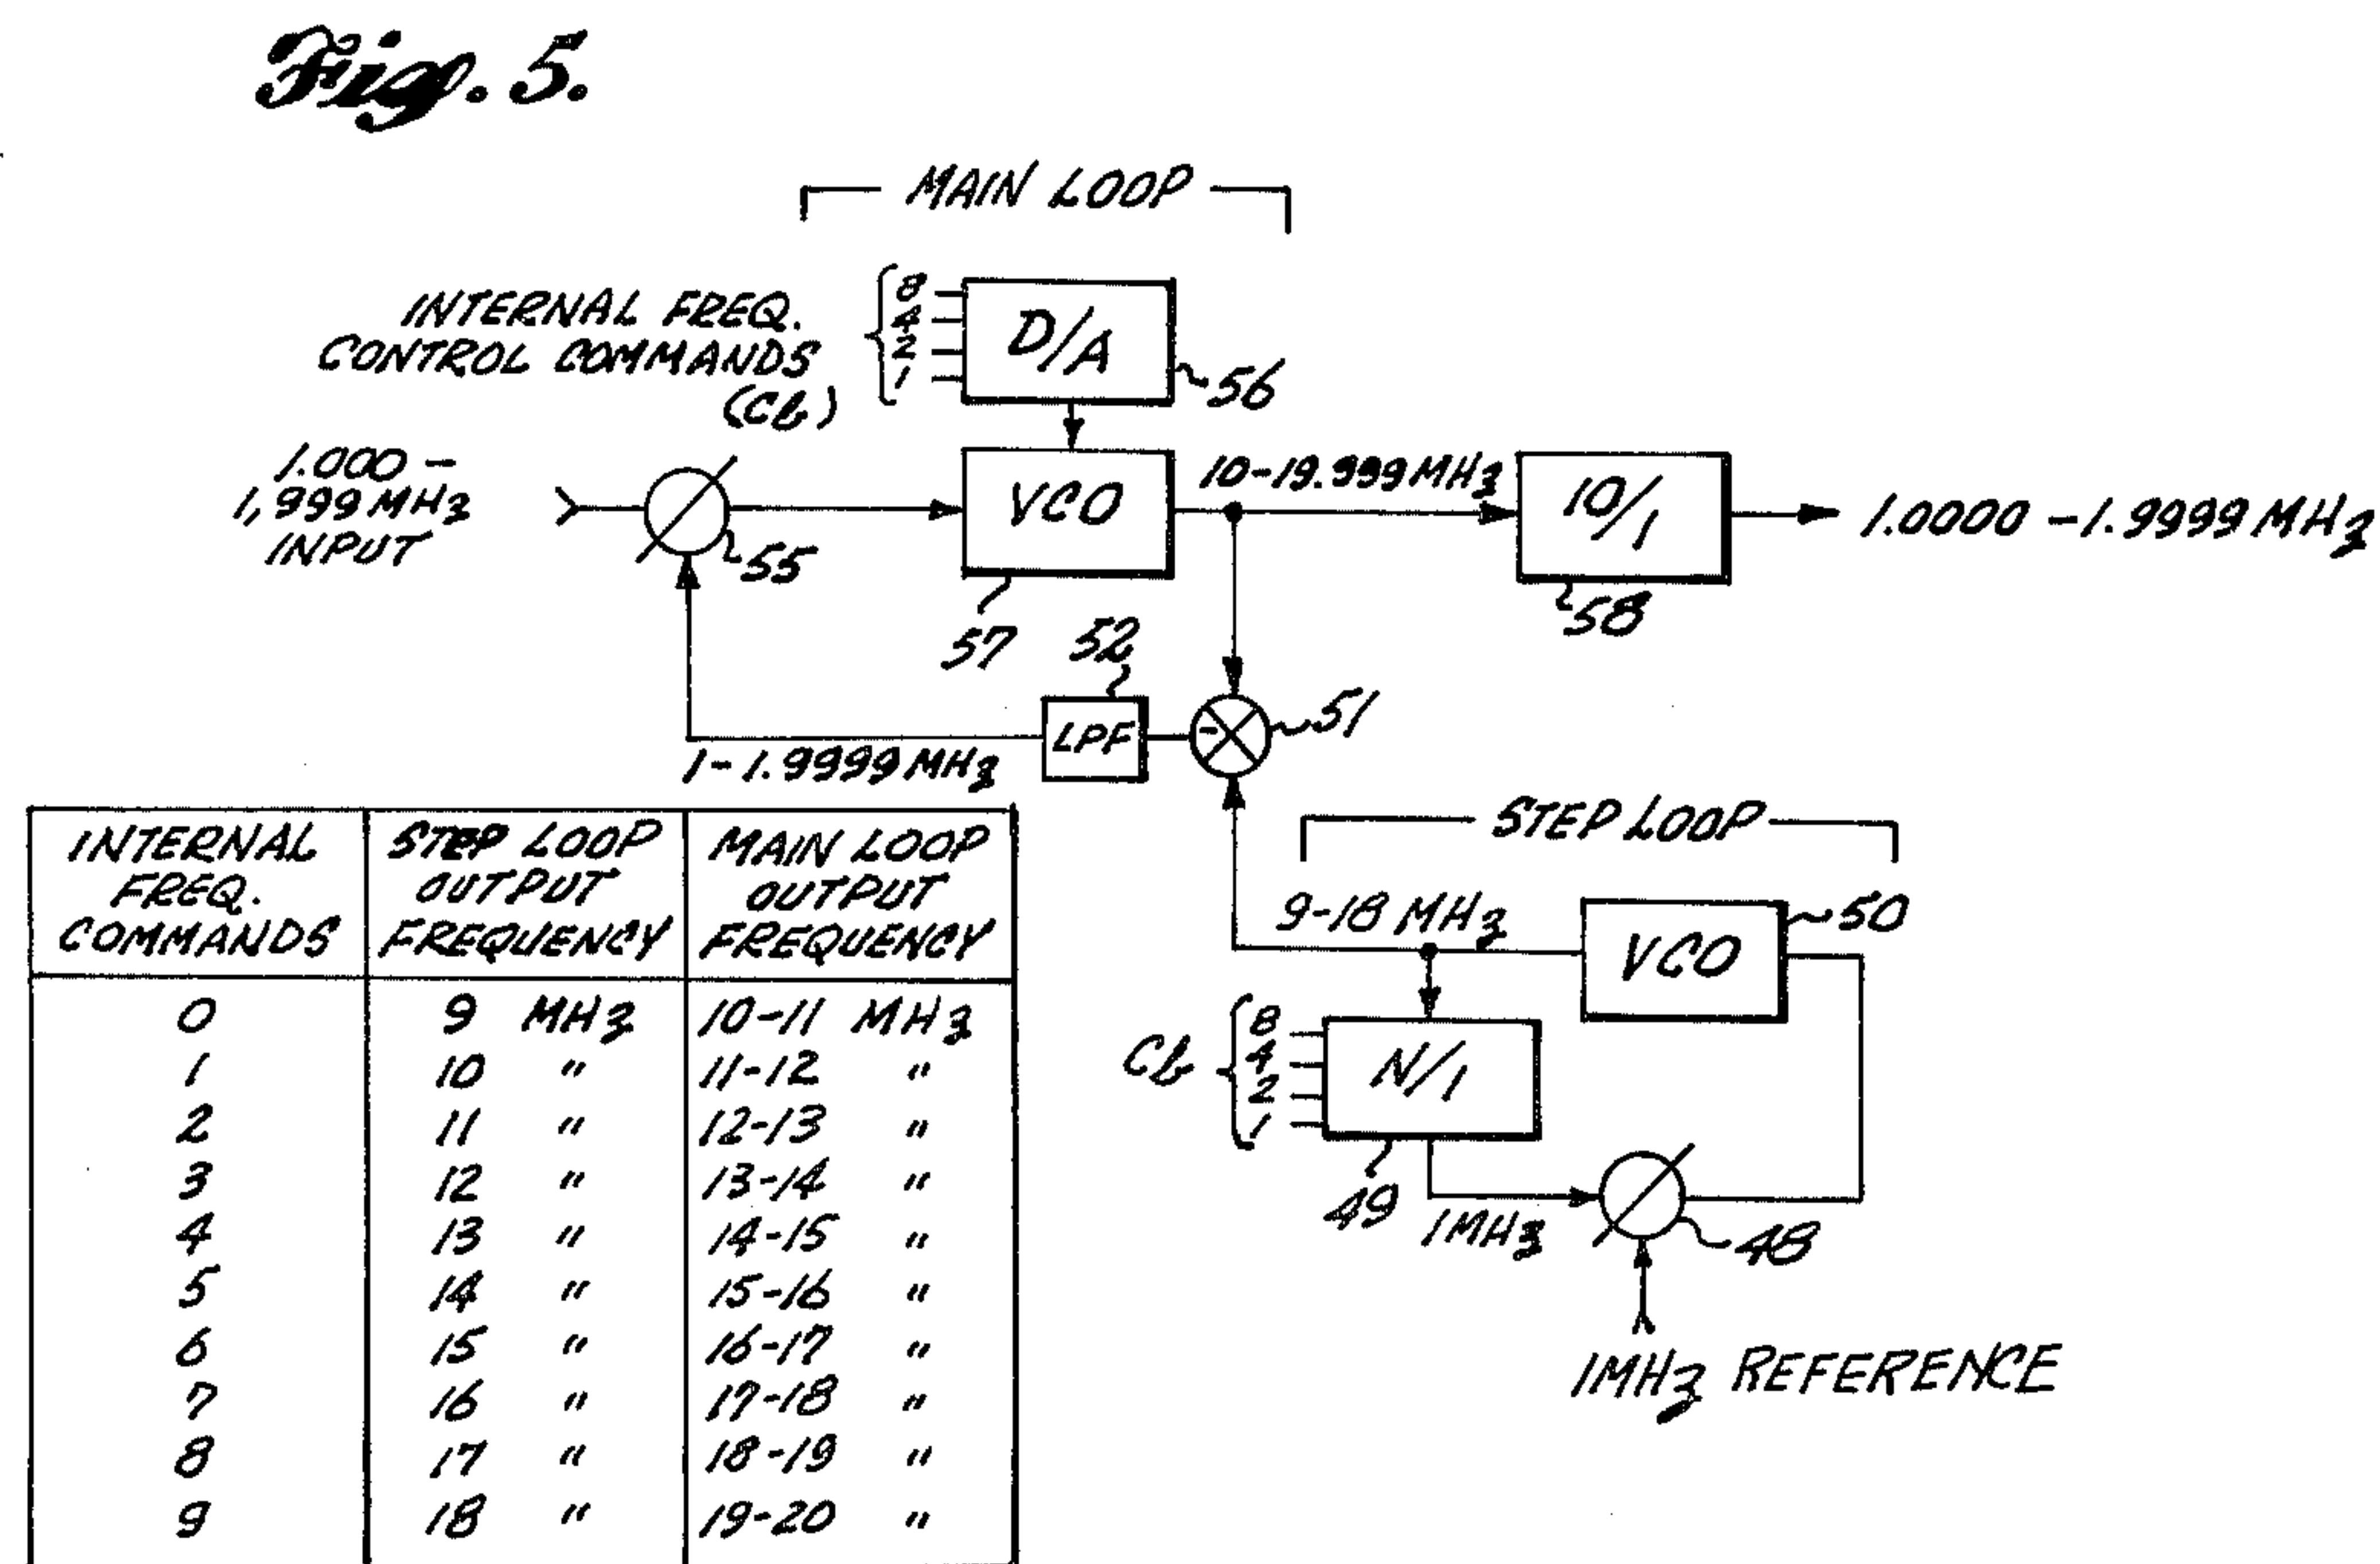 Fig. 5.
MAIN LOOP
INTERNAL FREQ.
CONTROL COMMANDS
(Cb)
8
4
2
1
D/A
56
1.000 -
1,999 MHz
INPUT
55
VCO
57
10-19.999 MHz
10/1
58
1.0000 - 1.9999 MHz
52
LPF
-
51
1-1.9999 MHz
STEP LOOP
9-18 MHz
VCO
50
Cb
8
4
2
1
N/1
49
1MHz
48
1MHz REFERENCE
INTERNAL FREQ. COMMANDS STEP LOOP OUTPUT FREQUENCY MAIN LOOP OUTPUT FREQUENCY
0 9 MHz 10-11 MHz
1 10 " 11-12 "
2 11 " 12-13 "
3 12 " 13-14 "
4 13 " 14-15 "
5 14 " 15-16 "
6 15 " 16-17 "
7 16 " 17-18 "
8 17 " 18-19 "
9 18 " 19-20 "